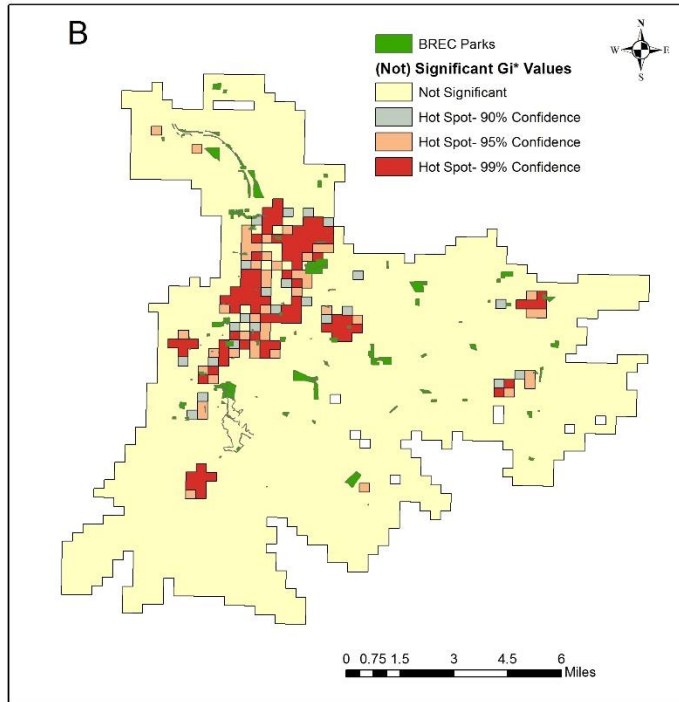 B
BREC Parks
(Not) Significant Gi* Values
Not Significant
Hot Spot- 90% Confidence
Hot Spot- 95% Confidence
Hot Spot- 99% Confidence
N
W E
S
0 0.75 1.5 3 4.5 6
Miles